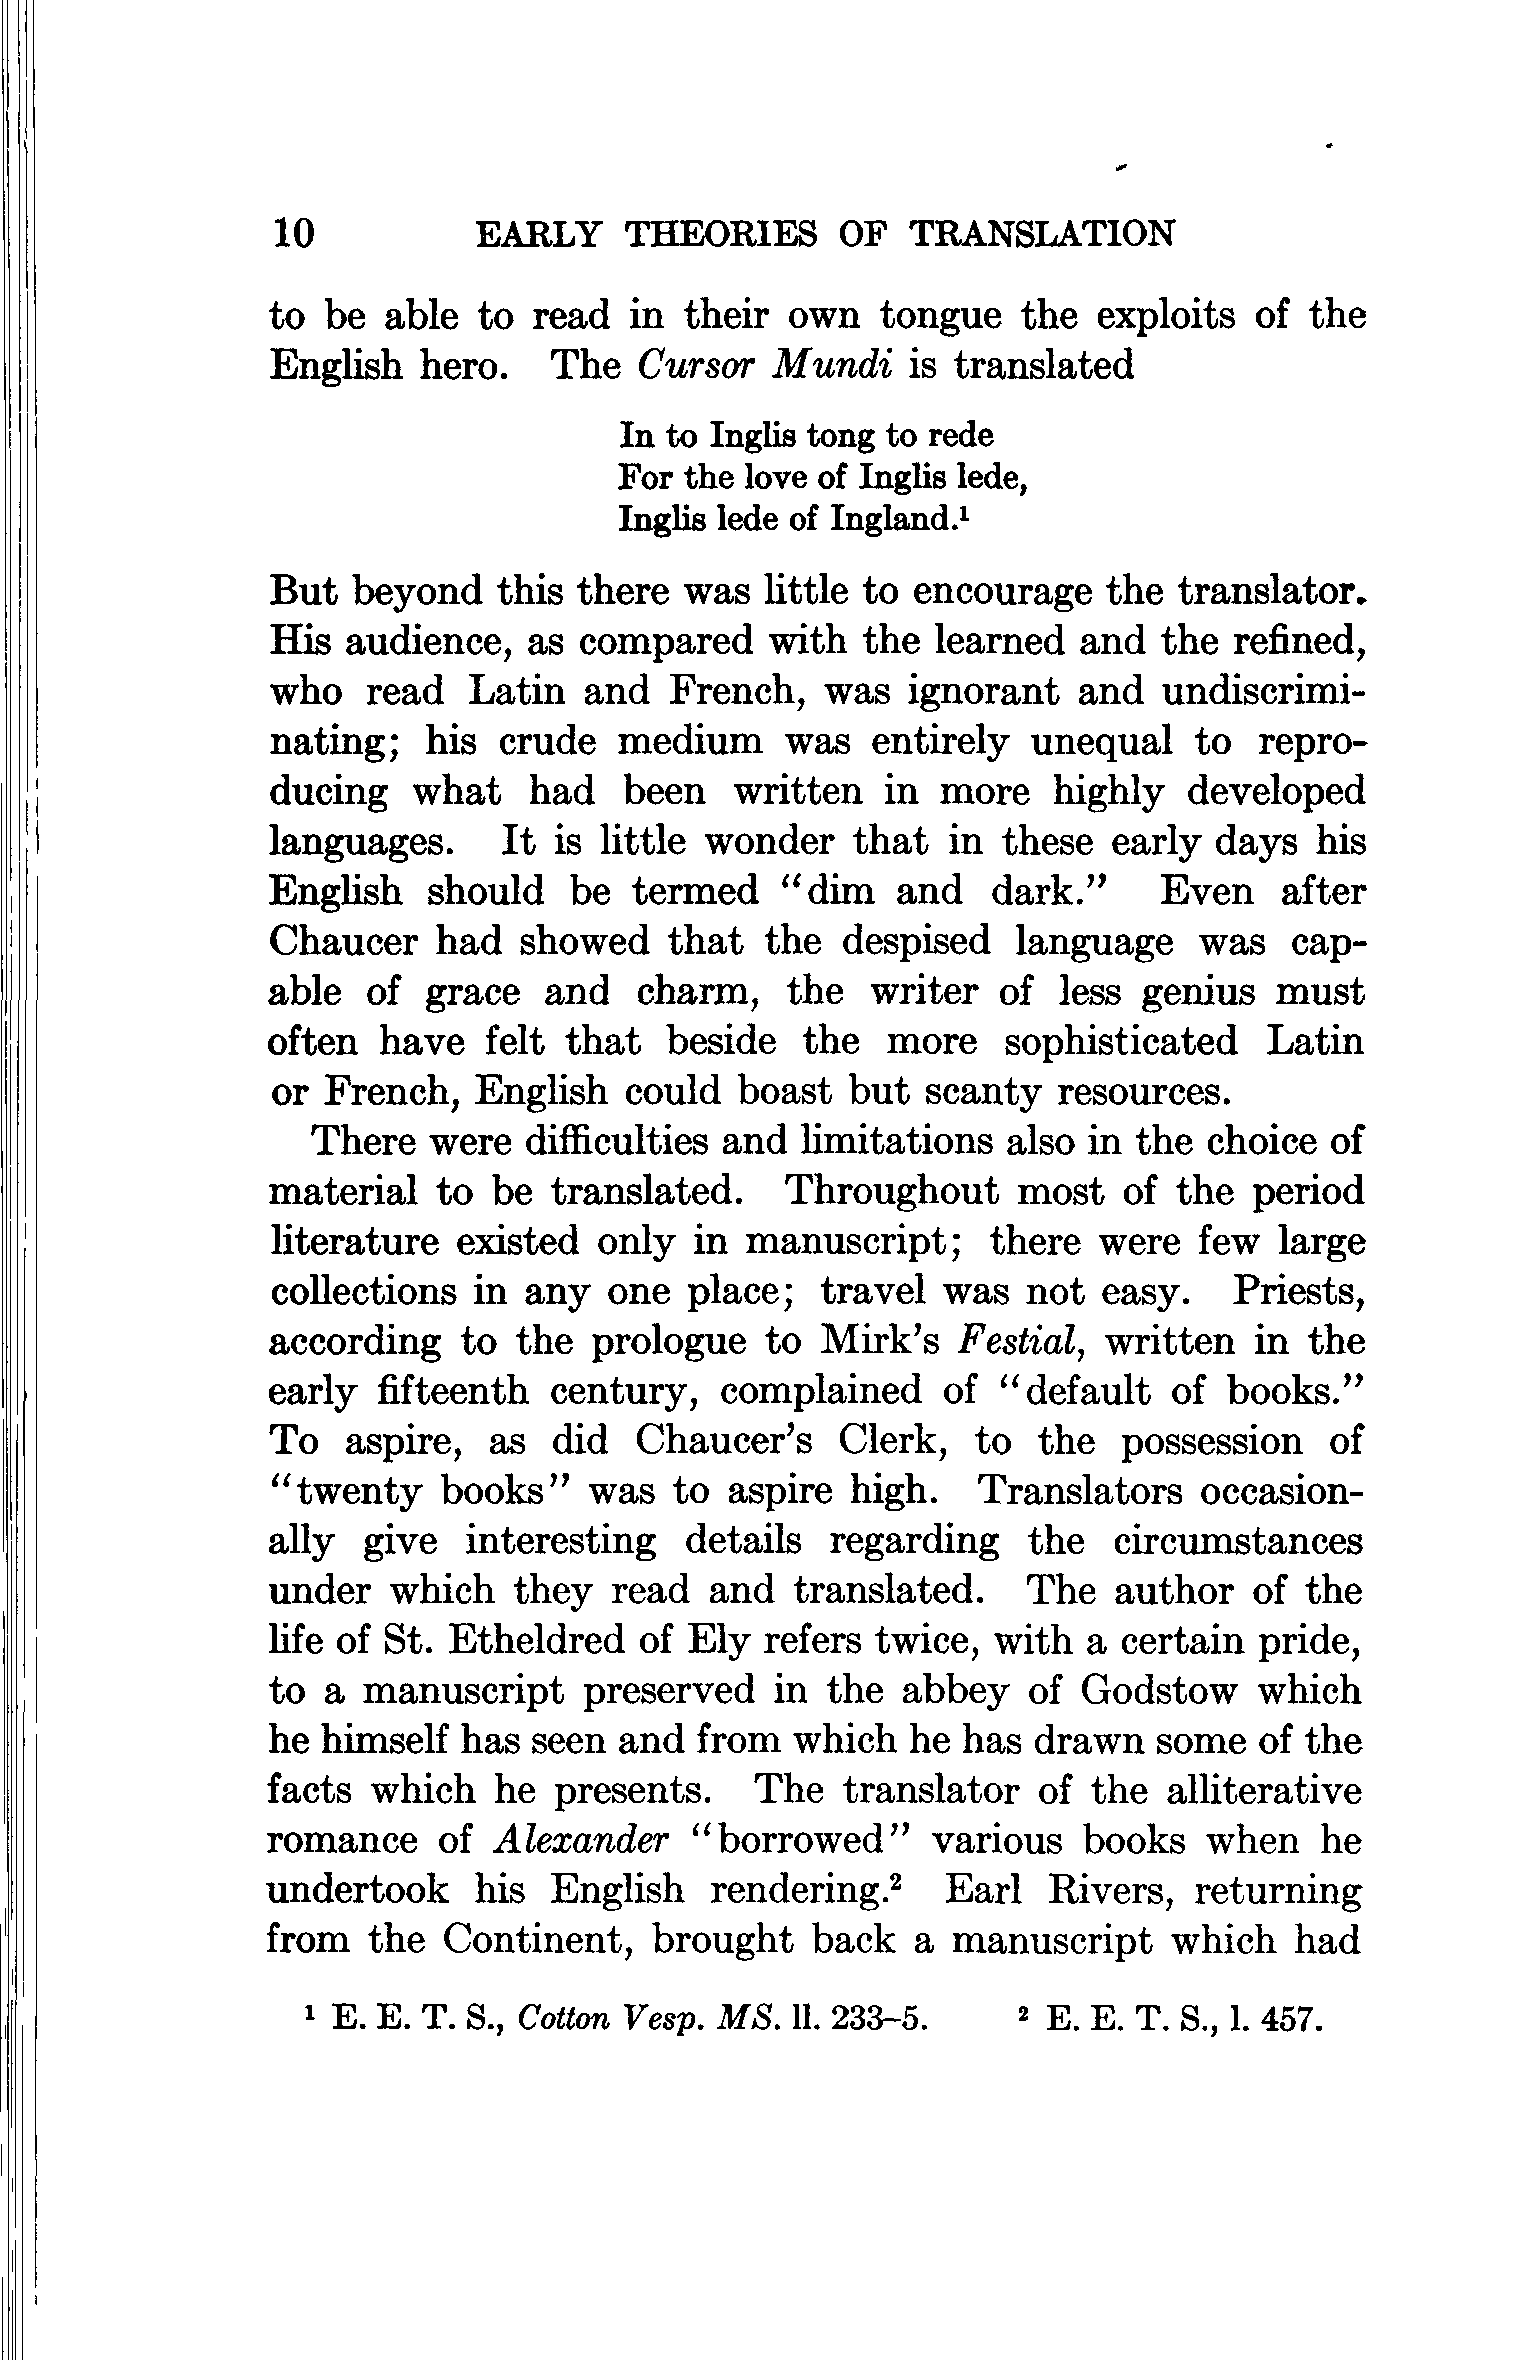 10 EARLY THEORIES OF TRANSLATION
to be able to read in their own tongue the exploits of the
English hero. The Cursor Mundi is translated
In to Inglis tong to rede
For the love of Inglis lede,
Inglis lede of Ingland.¹
But beyond this there was little to encourage the translator.
His audience, as compared with the learned and the refined,
who read Latin and French, was ignorant and undiscrimi-
nating; his crude medium was entirely unequal to repro-
ducing what had been written in more highly developed
languages. It is little wonder that in these early days his
English should be termed "dim and dark." Even after
Chaucer had showed that the despised language was cap-
able of grace and charm, the writer of less genius must
often have felt that beside the more sophisticated Latin
or French, English could boast but scanty resources.
There were difficulties and limitations also in the choice of
material to be translated. Throughout most of the period
literature existed only in manuscript; there were few large
collections in any one place; travel was not easy. Priests,
according to the prologue to Mirk's Festial, written in the
early fifteenth century, complained of "default of books."
To aspire, as did Chaucer's Clerk, to the possession of
"twenty books" was to aspire high. Translators occasion-
ally give interesting details regarding the circumstances
under which they read and translated. The author of the
life of St. Etheldred of Ely refers twice, with a certain pride,
to a manuscript preserved in the abbey of Godstow which
he himself has seen and from which he has drawn some of the
facts which he presents. The translator of the alliterative
romance of Alexander "borrowed" various books when he
undertook his English rendering.² Earl Rivers, returning
from the Continent, brought back a manuscript which had
¹ E. E. T. S., Cotton Vesp. MS. ll. 233–5. ² E. E. T. S., l. 457.